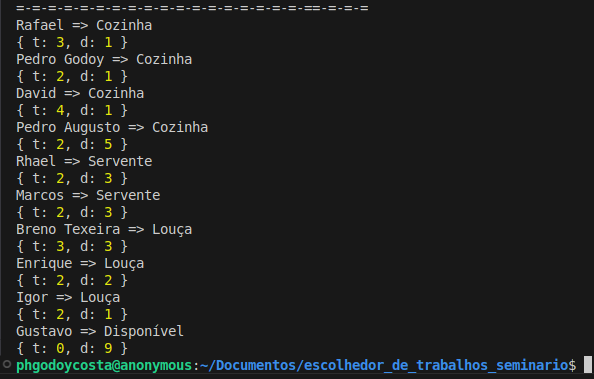 =-=-=-=-=-=-=-=-=-=-=-=-=-=-=-=-=-=-==-=-=-=
Rafael => Cozinha
{ t: 3, d: 1 }
Pedro Godoy => Cozinha
{ t: 2, d: 1 }
David => Cozinha
{ t: 4, d: 1 }
Pedro Augusto => Cozinha
{ t: 2, d: 5 }
Rhael => Servente
{ t: 2, d: 3 }
Marcos => Servente
{ t: 2, d: 3 }
Breno Texeira => Louça
{ t: 3, d: 3 }
Enrique => Louça
{ t: 2, d: 2 }
Igor => Louça
{ t: 2, d: 1 }
Gustavo => Disponível
{ t: 0, d: 9 }
phgodoycosta@anonymous:~/Documentos/escolhedor_de_trabalhos_seminario$